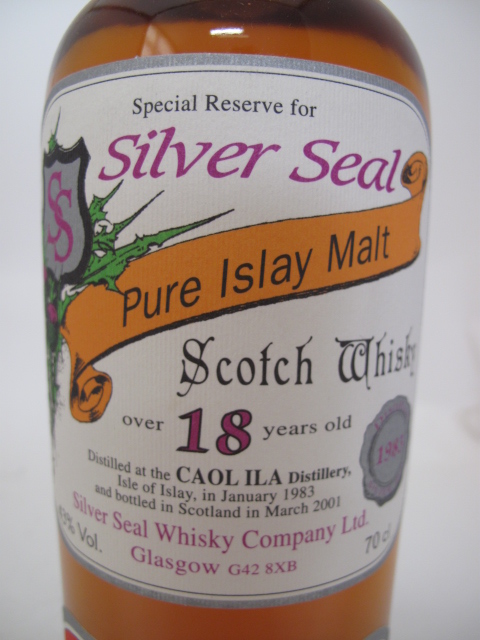 Special Reserve for
Silver Seal
SS
Pure Islay Malt
Scotch Whisky
over 18 years old
Distilled at the CAOL ILA Distillery,
Isle of Islay, in January 1983
and bottled in Scotland in March 2001
1983
Silver Seal Whisky Company Ltd.
% Vol.
70 cl
Glasgow G42 8XB